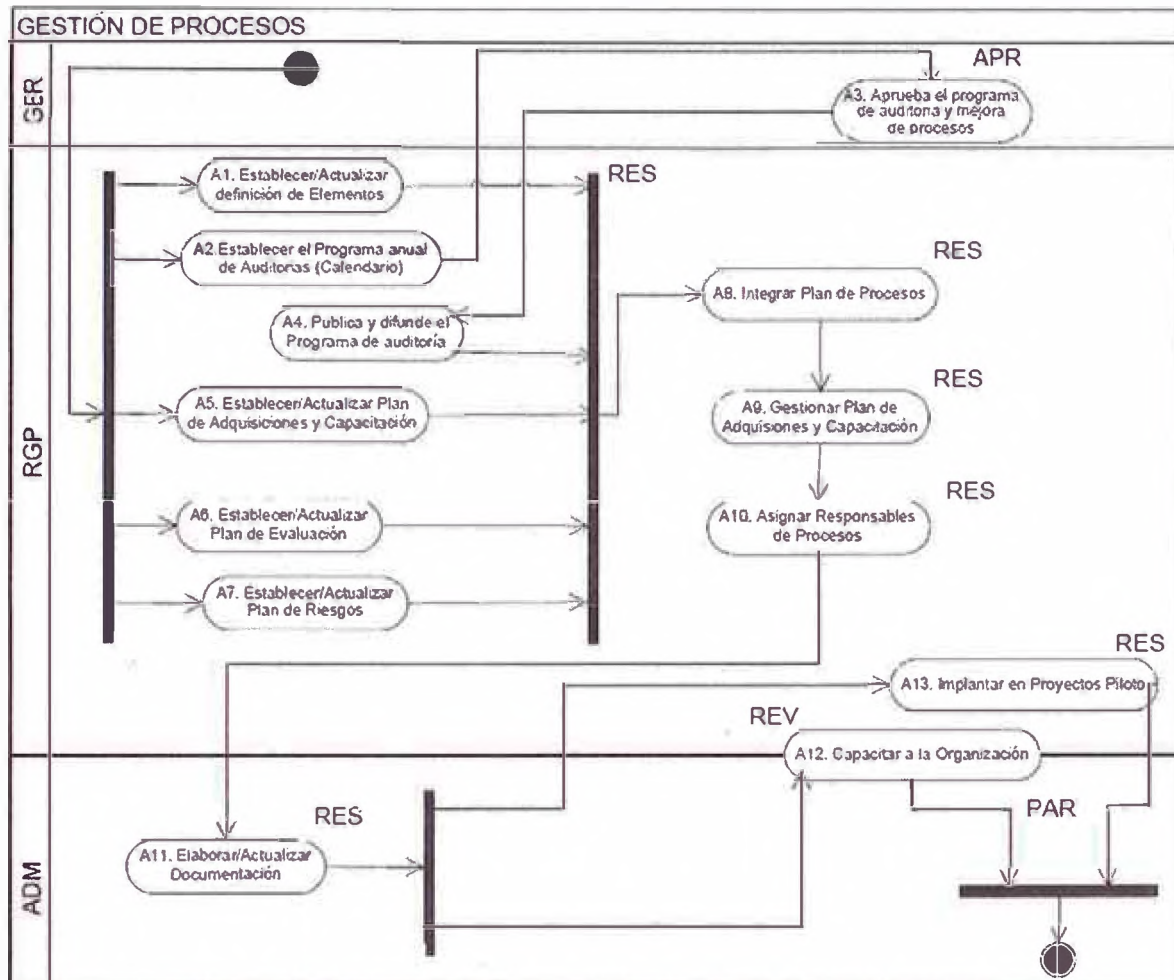 GESTIÓN DE PROCESOS
GER
APR
A3. Aprueba el programa
de auditoria y mejora
de procesos
RGP
A1. Establecer/Actualizar
definición de Elementos
RES
A2.Establecer el Programa anual
de Auditorias (Calendario)
RES
A8. Integrar Plan de Procesos
A4. Publica y difunde el
Programa de auditoría
RES
A5. Establecer/Actualizar Plan
de Adquisiciones y Capacitación
A9. Gestionar Plan de
Adquisiones y Capacitación
RES
A6. Establecer/Actualizar
Plan de Evaluación
A10. Asignar Responsables
de Procesos
A7. Establecer/Actualizar
Plan de Riesgos
RES
A13. Implantar en Proyectos Piloto
REV
A12. Capacitar a la Organización
ADM
RES
PAR
A11. Elaborar/Actualizar
Documentación